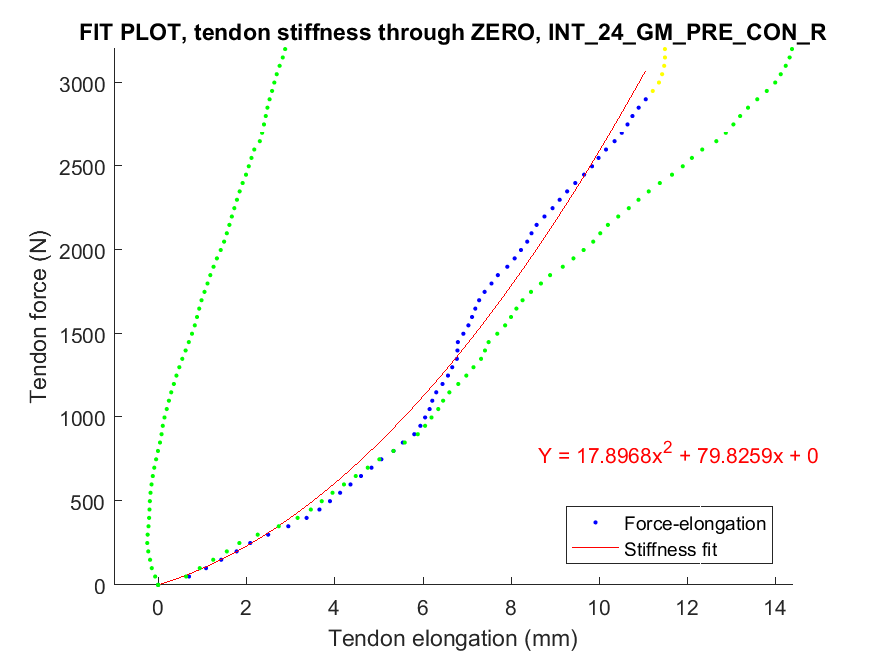 FIT PLOT, tendon stiffness through ZERO, INT_24_GM_PRE_CON_R
Tendon force (N)
3000
2500
2000
1500
1000
500
0
Y = 17.8968x² + 79.8259x + 0
Force-elongation
Stiffness fit
0 2 4 6 8 10 12 14
Tendon elongation (mm)